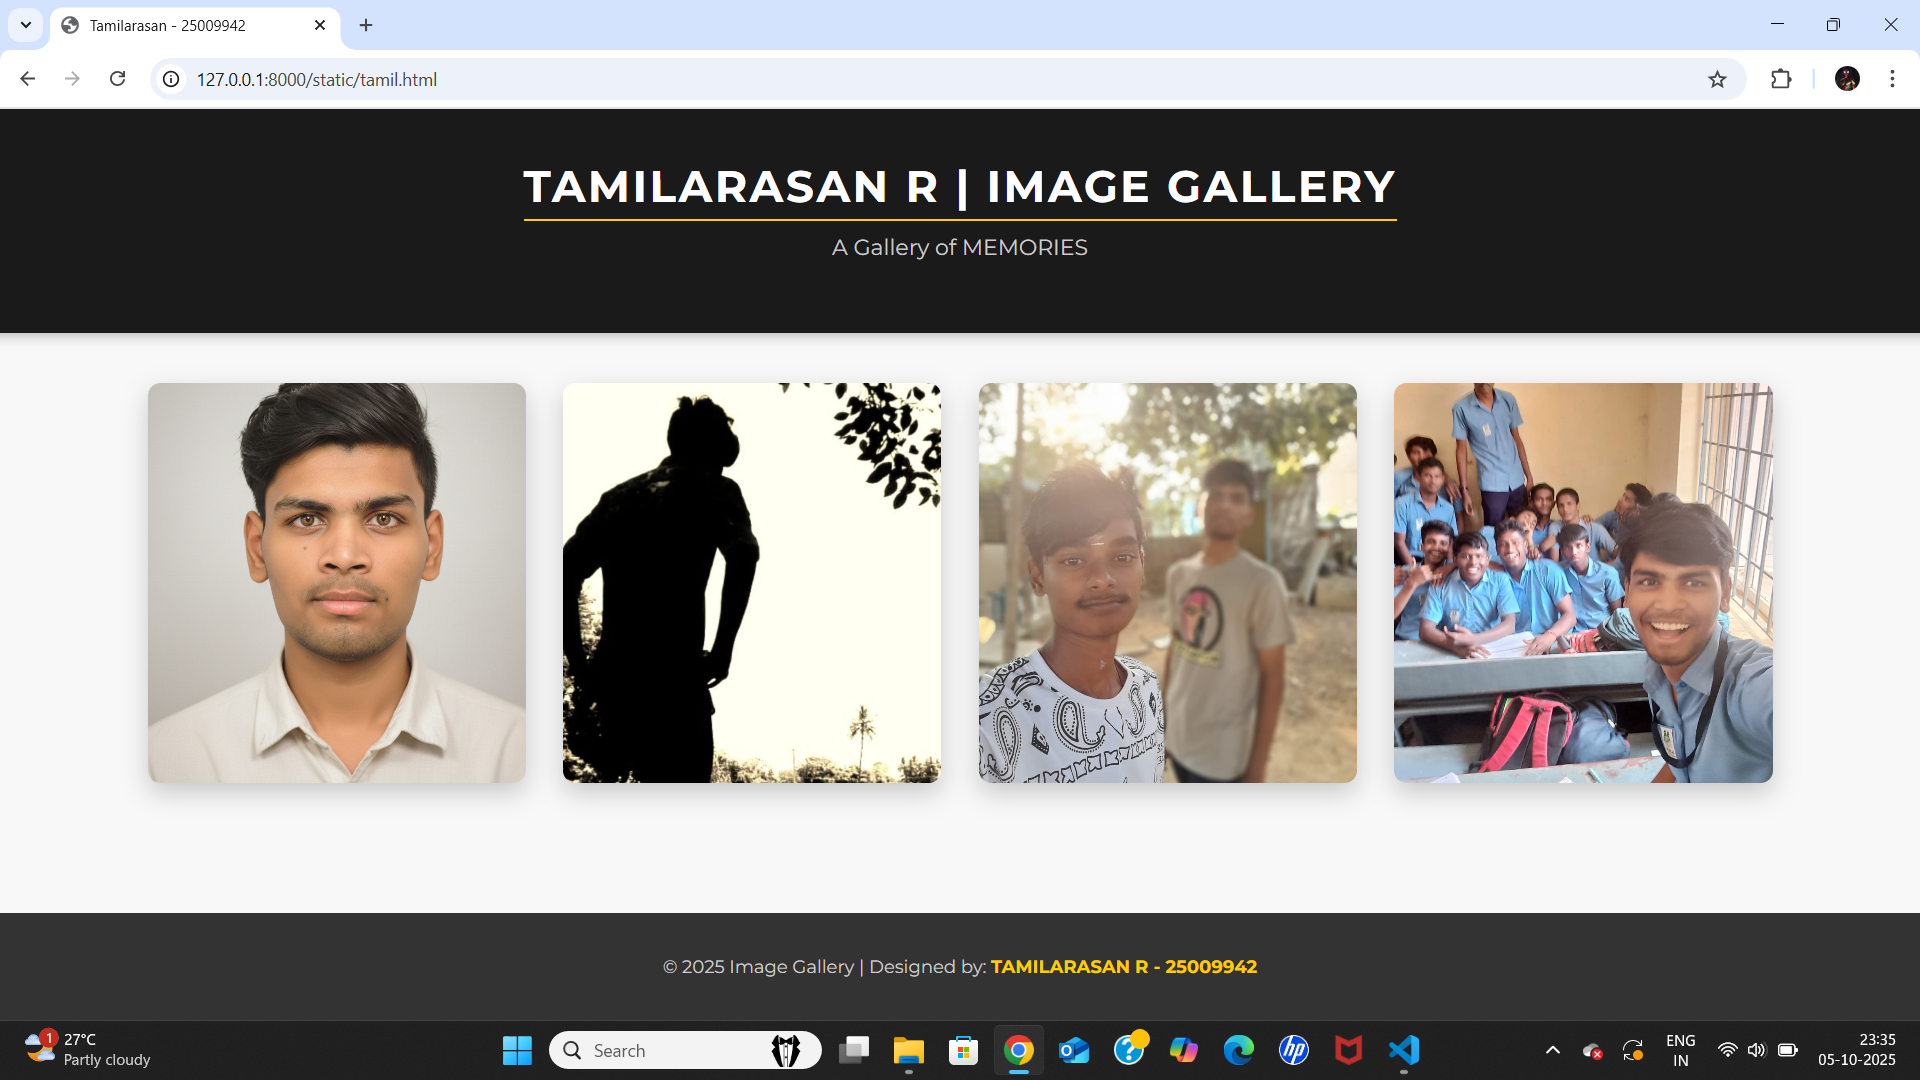 Tamilarasan - 25009942
127.0.0.1:8000/static/tamil.html
TAMILARASAN R | IMAGE GALLERY
A Gallery of MEMORIES
© 2025 Image Gallery | Designed by: TAMILARASAN R - 25009942
1
27°C
Partly cloudy
Search
hp
ENG
IN
23:35
05-10-2025